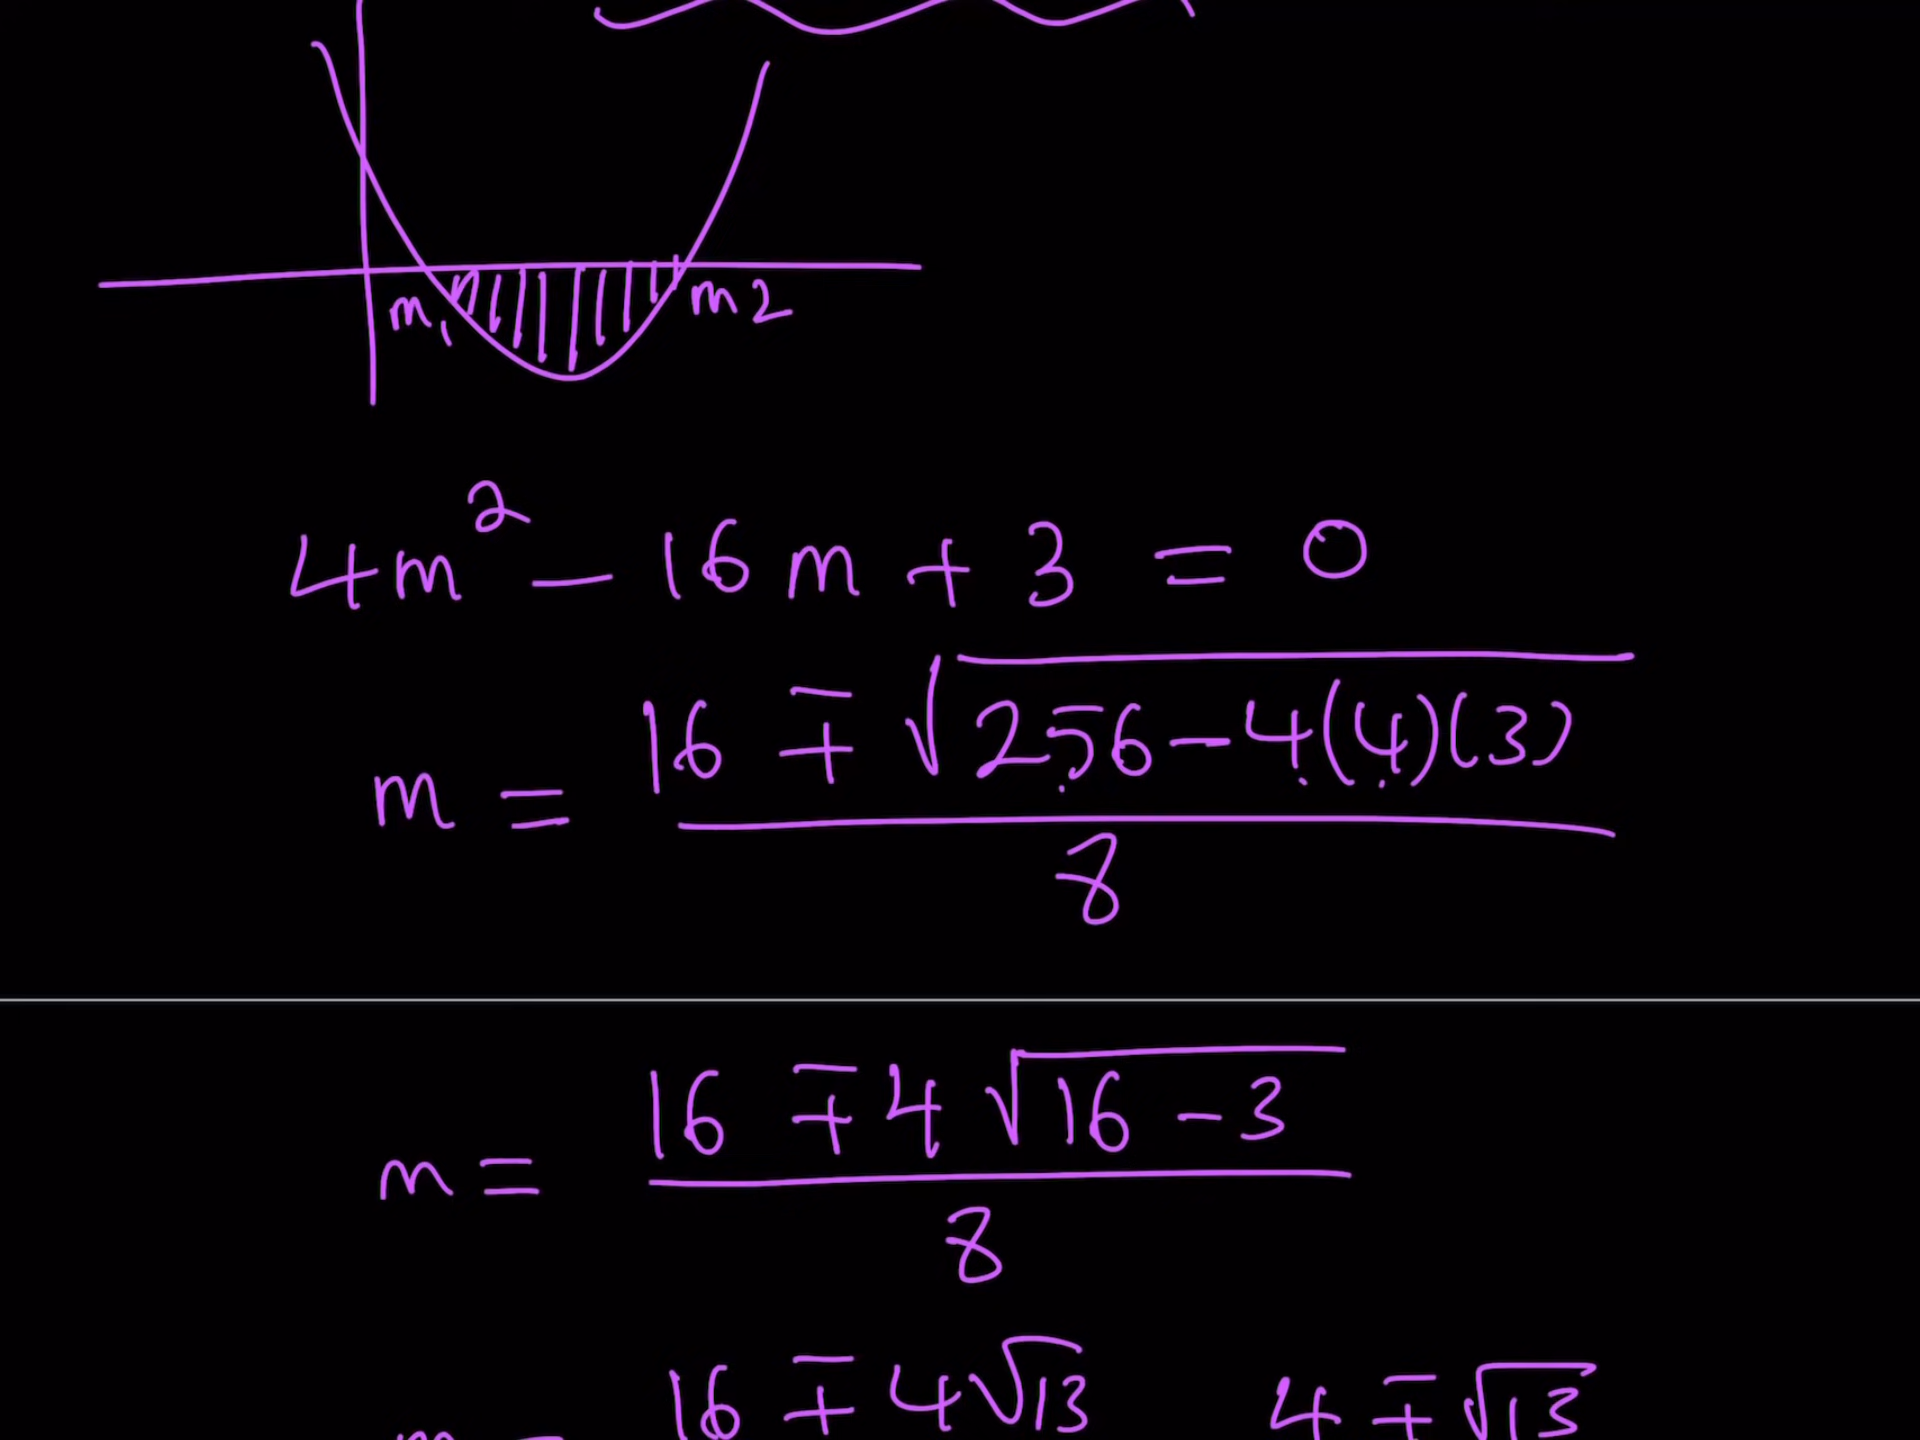 m₁ m2
4m² - 16m + 3 = 0
m = (16 ∓ √(256 - 4(4)(3))) / 8
m = (16 ∓ 4√(16 - 3)) / 8
m = 16 ∓ 4√13 4 ∓ √13